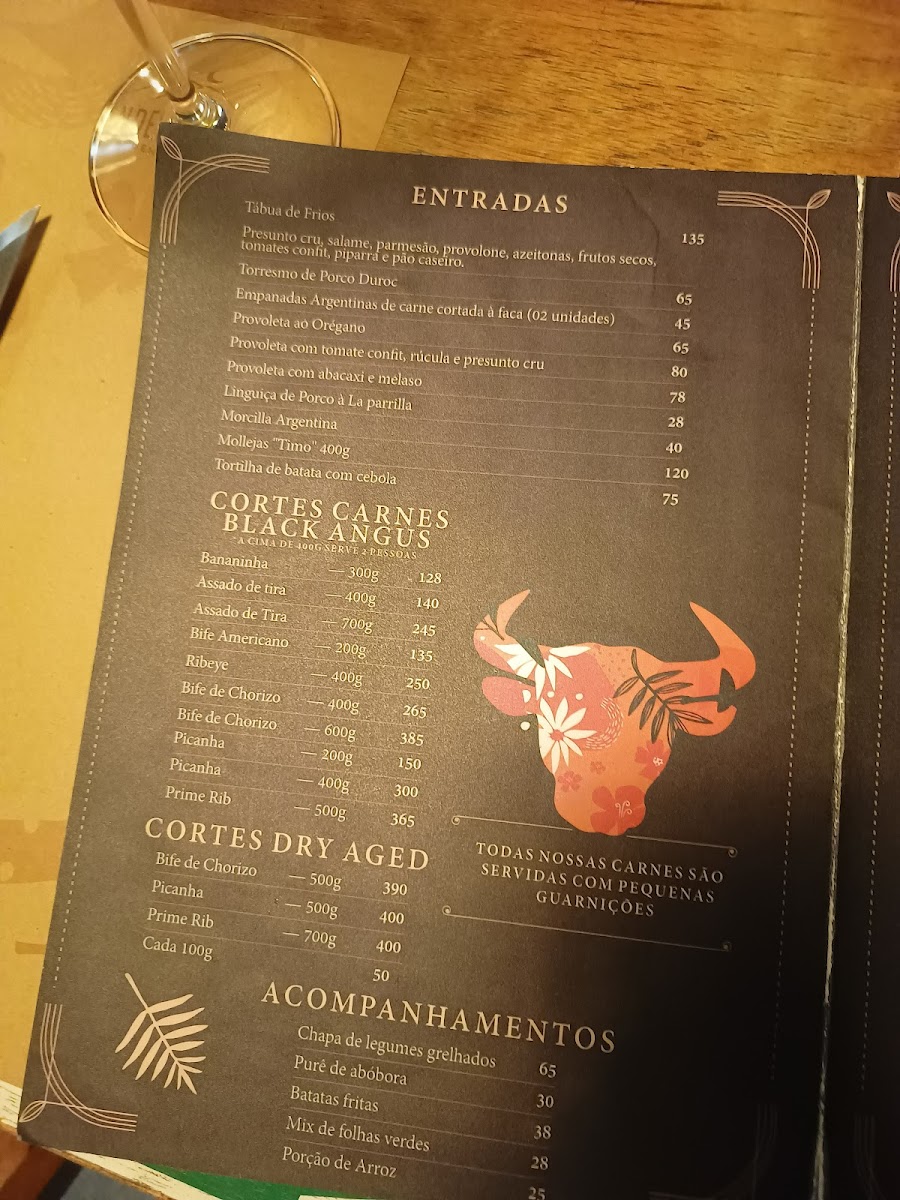 ENTRADAS
Tábua de Frios 135
Presunto cru, salame, parmesão, provolone, azeitonas, frutos secos,
tomates confit, piparra e pão caseiro.
Torresmo de Porco Duroc 65
Empanadas Argentinas de carne cortada à faca (02 unidades) 45
Provoleta ao Orégano 65
Provoleta com tomate confit, rúcula e presunto cru 80
Provoleta com abacaxi e melaso 78
Linguiça de Porco à La parrilla 28
Morcilla Argentina 40
Mollejas "Timo" 400g 120
Tortilha de batata com cebola 75
CORTES CARNES
BLACK ANGUS
*A CIMA DE 400G SERVE 2 PESSOAS
Bananinha — 300g 128
Assado de tira — 400g 140
Assado de Tira — 700g 245
Bife Americano — 200g 135
Ribeye — 400g 250
Bife de Chorizo — 400g 265
Bife de Chorizo — 600g 385
Picanha — 200g 150
Picanha — 400g 300
Prime Rib — 500g 365
CORTES DRY AGED
Bife de Chorizo — 500g 390
Picanha — 500g 400
Prime Rib — 700g 400
Cada 100g 50
TODAS NOSSAS CARNES SÃO
SERVIDAS COM PEQUENAS
GUARNIÇÕES
ACOMPANHAMENTOS
Chapa de legumes grelhados 65
Purê de abóbora 30
Batatas fritas 38
Mix de folhas verdes 28
Porção de Arroz 25